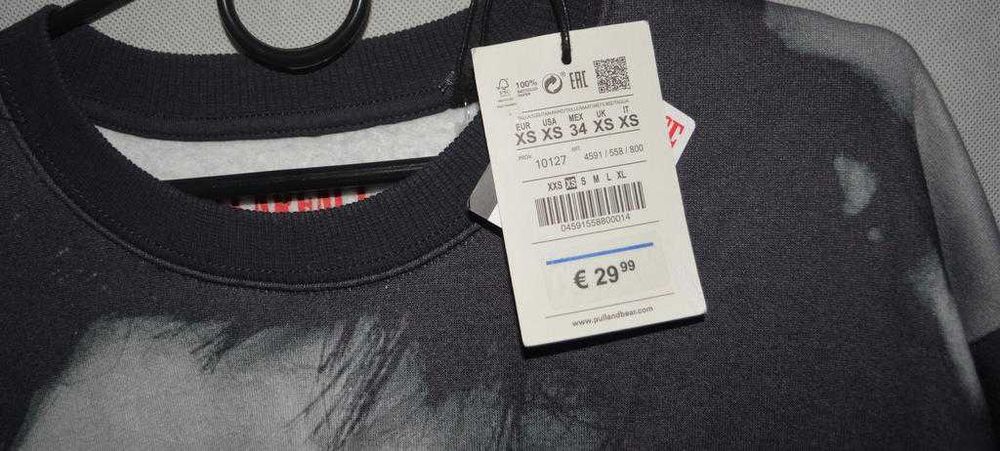 100%
EAC
EUR USA MEX UK IT
XS XS 34 XS XS
10127 4591 / 558 / 800
XXS XS S M L XL
04591558800014
€ 29 99
www.pullandbear.com